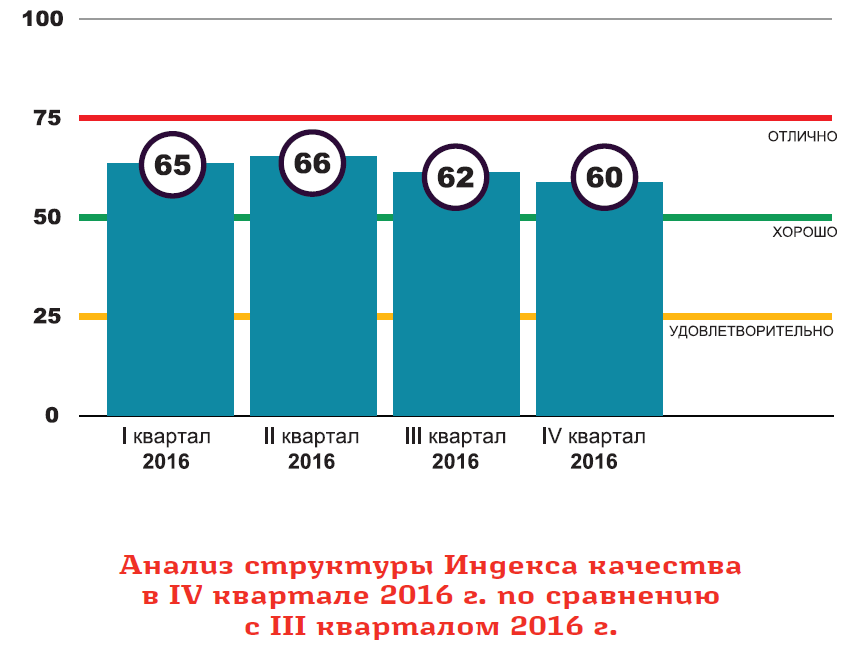 100
75
ОТЛИЧНО
65
66
62
60
50
ХОРОШО
25
УДОВЛЕТВОРИТЕЛЬНО
0
I квартал
2016
II квартал
2016
III квартал
2016
IV квартал
2016
Анализ структуры Индекса качества
в IV квартале 2016 г. по сравнению
с III кварталом 2016 г.